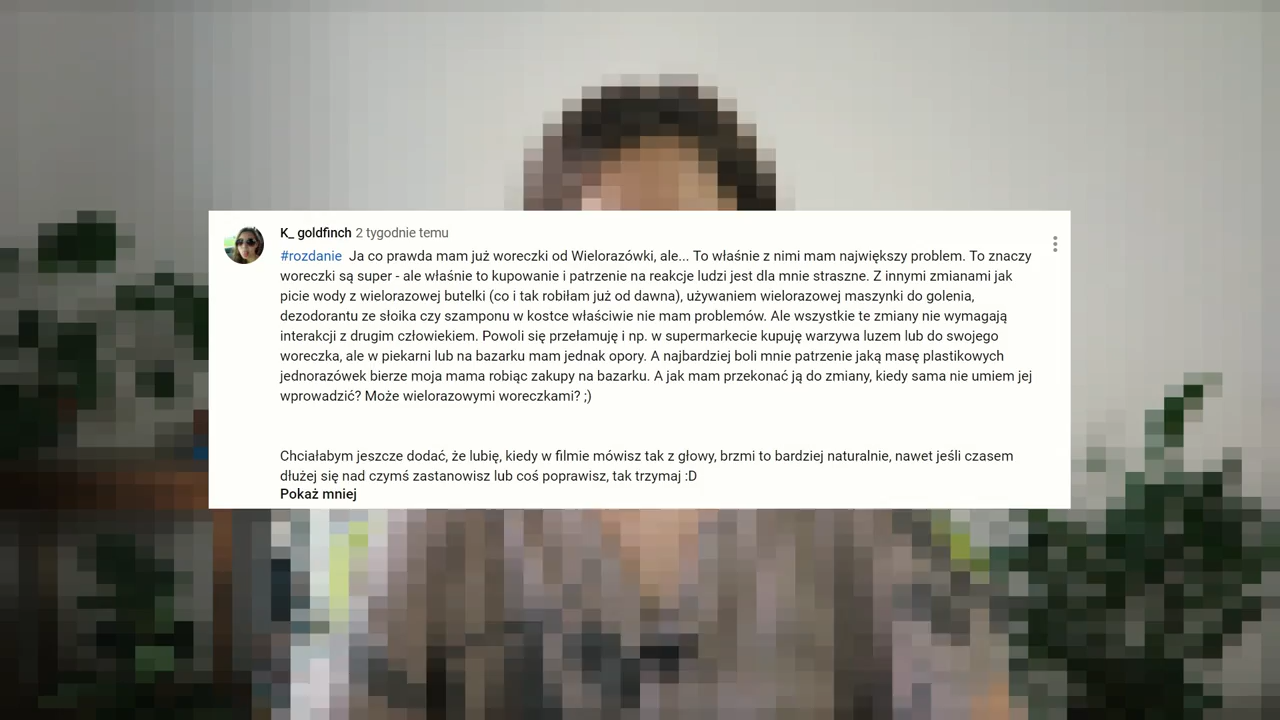 K_ goldfinch 2 tygodnie temu
#rozdanie Ja co prawda mam już woreczki od Wielorazówki, ale... To właśnie z nimi mam największy problem. To znaczy
woreczki są super - ale właśnie to kupowanie i patrzenie na reakcje ludzi jest dla mnie straszne. Z innymi zmianami jak
picie wody z wielorazowej butelki (co i tak robiłam już od dawna), używaniem wielorazowej maszynki do golenia,
dezodorantu ze słoika czy szamponu w kostce właściwie nie mam problemów. Ale wszystkie te zmiany nie wymagają
interakcji z drugim człowiekiem. Powoli się przełamuję i np. w supermarkecie kupuję warzywa luzem lub do swojego
woreczka, ale w piekarni lub na bazarku mam jednak opory. A najbardziej boli mnie patrzenie jaką masę plastikowych
jednorazówek bierze moja mama robiąc zakupy na bazarku. A jak mam przekonać ją do zmiany, kiedy sama nie umiem jej
wprowadzić? Może wielorazowymi woreczkami? ;)
Chciałabym jeszcze dodać, że lubię, kiedy w filmie mówisz tak z głowy, brzmi to bardziej naturalnie, nawet jeśli czasem
dłużej się nad czymś zastanowisz lub coś poprawisz, tak trzymaj :D
Pokaż mniej